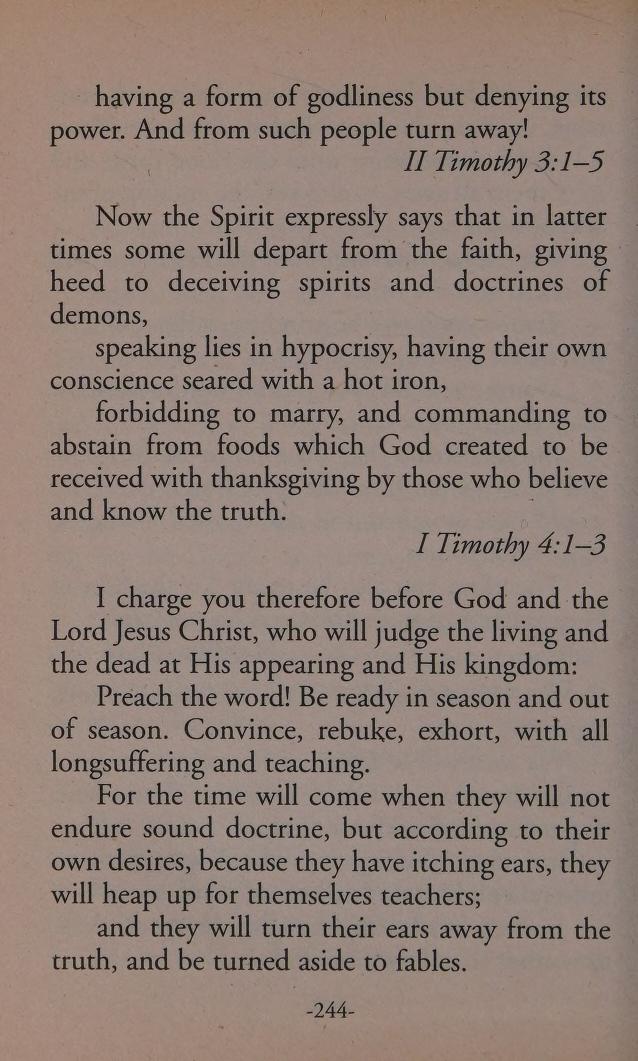 having a form of godliness but denying its
power. And from such people turn away!
II Timothy 3:1–5
Now the Spirit expressly says that in latter
times some will depart from the faith, giving
heed to deceiving spirits and doctrines of
demons,
speaking lies in hypocrisy, having their own
conscience seared with a hot iron,
forbidding to marry, and commanding to
abstain from foods which God created to be
received with thanksgiving by those who believe
and know the truth.
I Timothy 4:1–3
I charge you therefore before God and the
Lord Jesus Christ, who will judge the living and
the dead at His appearing and His kingdom:
Preach the word! Be ready in season and out
of season. Convince, rebuke, exhort, with all
longsuffering and teaching.
For the time will come when they will not
endure sound doctrine, but according to their
own desires, because they have itching ears, they
will heap up for themselves teachers;
and they will turn their ears away from the
truth, and be turned aside to fables.
-244-